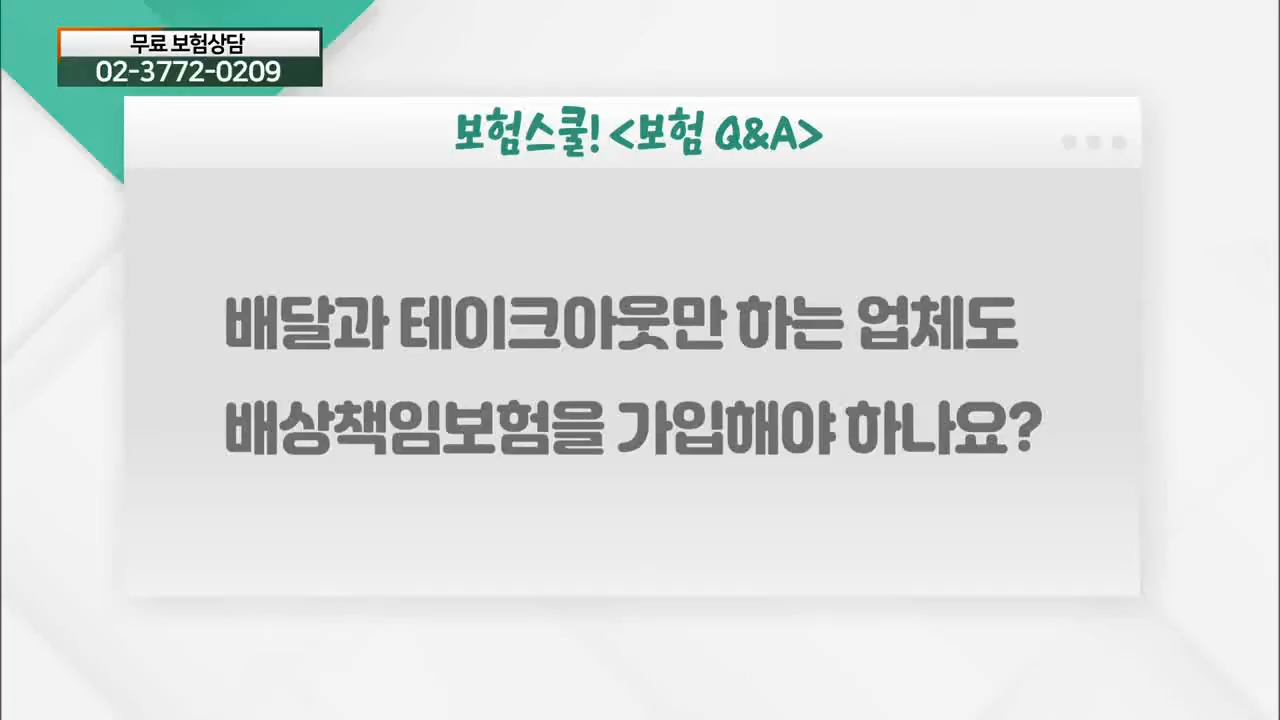 무료 보험상담
02-3772-0209
보험스쿨! <보험 Q&A>
배달과 테이크아웃만 하는 업체도
배상책임보험을 가입해야 하나요?